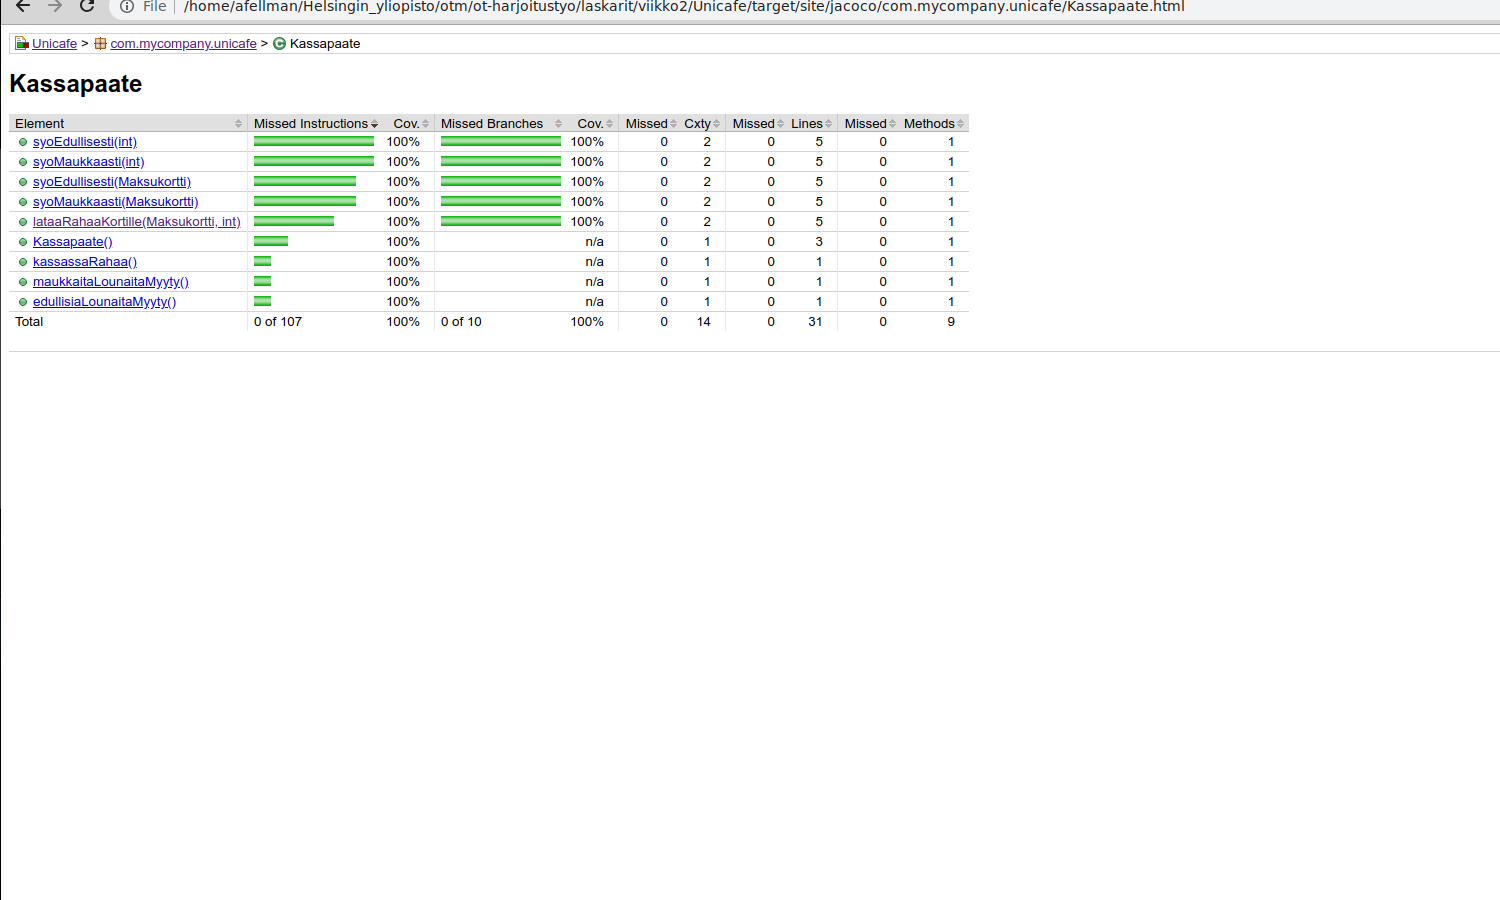 File /home/afellman/Helsingin_yliopisto/otm/ot-harjoitustyo/laskarit/viikko2/Unicafe/target/site/jacoco/com.mycompany.unicafe/Kassapaate.html
Unicafe > com.mycompany.unicafe > C Kassapaate
Kassapaate
Element Missed Instructions Cov. Missed Branches Cov. Missed Cxty Missed Lines Missed Methods
syoEdullisesti(int) 100% 100% 0 2 0 5 0 1
syoMaukkaasti(int) 100% 100% 0 2 0 5 0 1
syoEdullisesti(Maksukortti) 100% 100% 0 2 0 5 0 1
syoMaukkaasti(Maksukortti) 100% 100% 0 2 0 5 0 1
lataaRahaaKortille(Maksukortti, int) 100% 100% 0 2 0 5 0 1
Kassapaate() 100% n/a 0 1 0 3 0 1
kassassaRahaa() 100% n/a 0 1 0 1 0 1
maukkaitaLounaitaMyyty() 100% n/a 0 1 0 1 0 1
edullisiaLounaitaMyyty() 100% n/a 0 1 0 1 0 1
Total 0 of 107 100% 0 of 10 100% 0 14 0 31 0 9